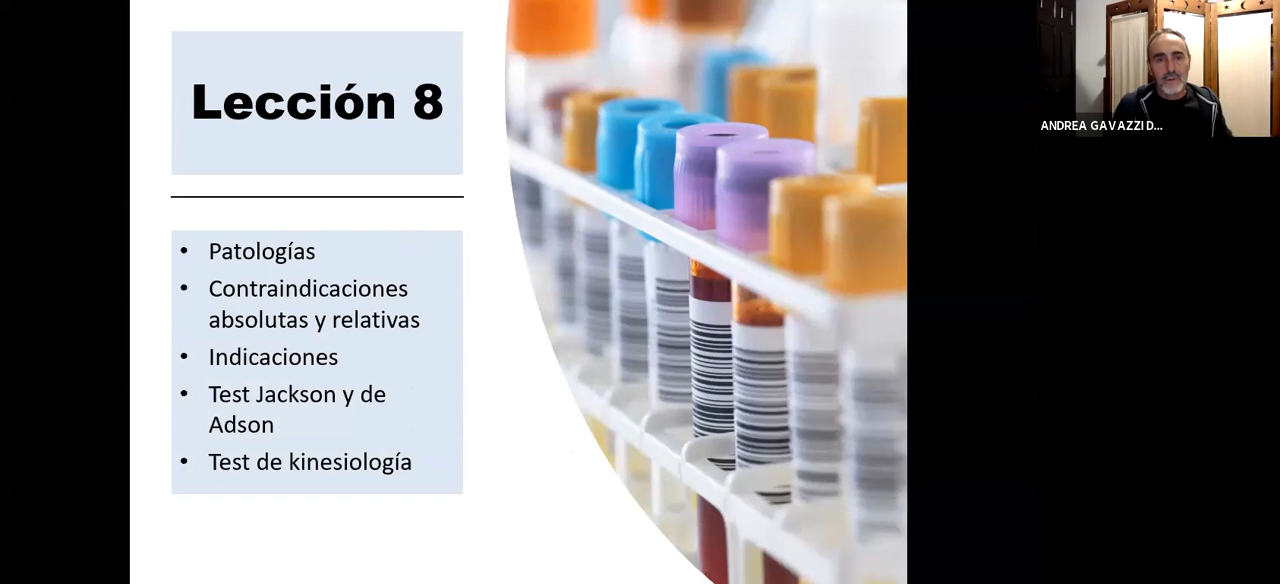 Lección 8
• Patologías
• Contraindicaciones
absolutas y relativas
• Indicaciones
• Test Jackson y de
Adson
• Test de kinesiología
ANDREA GAVAZZI D...